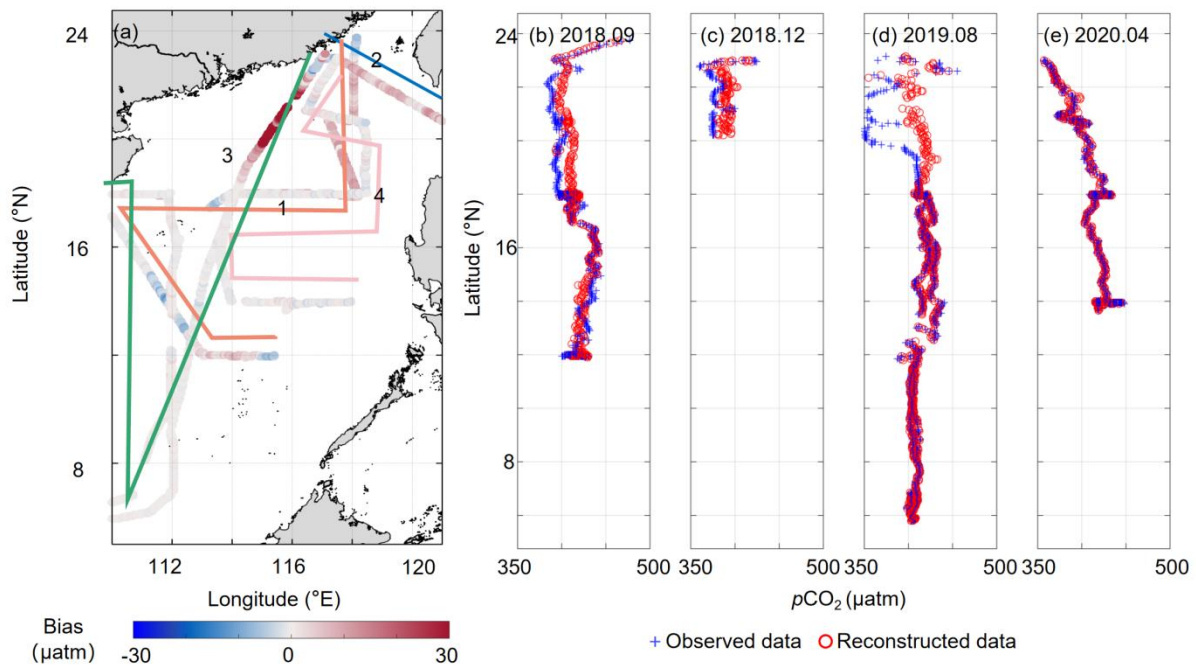 (a)
(b) 2018.09
(c) 2018.12
(d) 2019.08
(e) 2020.04
24
16
8
Latitude (°N)
1
2
3
4
112
116
120
Longitude (°E)
24
16
8
Latitude (°N)
350
500
350
500
350
500
350
500
pCO₂ (µatm)
Bias
(µatm)
-30
0
30
+ Observed data
○ Reconstructed data